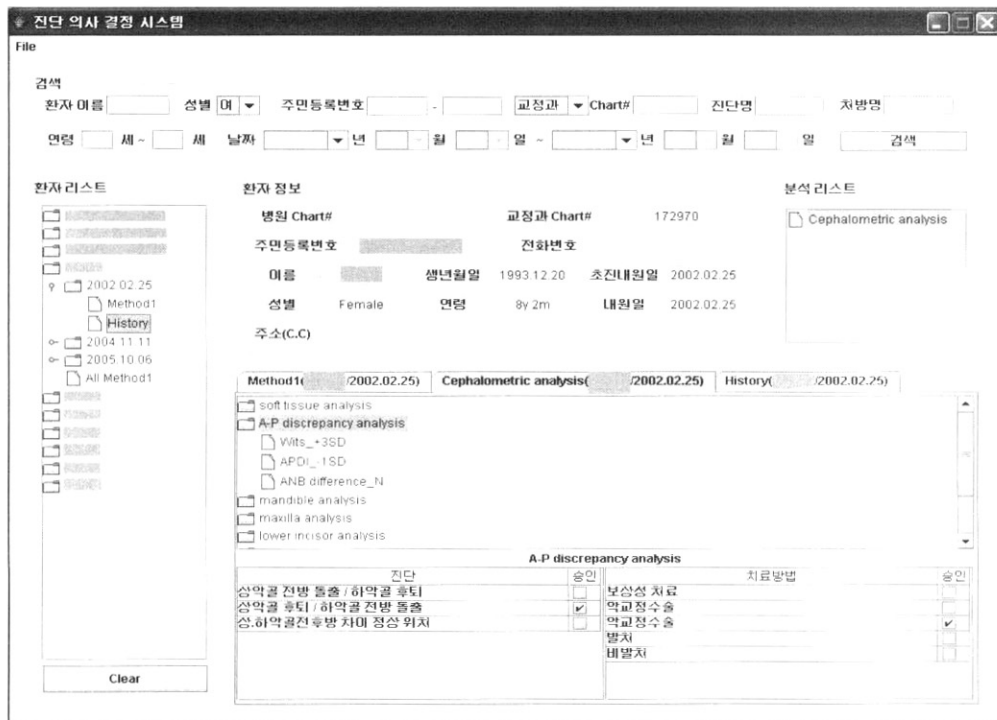 진단 의사 결정 시스템
File
검색
환자 이름 성별 여 주민등록번호 - 교정과 Chart# 진단명 처방명
연령 세 ~ 세 날짜 년 월 일 ~ 년 월 일 검색
환자 리스트
2002.02.25
Method1
History
2004.11.11
2005.10.06
All Method1
Clear
환자 정보
병원 Chart# 교정과 Chart# 172970
주민등록번호 전화번호
이름 생년월일 1993.12.20 초진내원일 2002.02.25
성별 Female 연령 8y 2m 내원일 2002.02.25
주소(C.C)
분석 리스트
Cephalometric analysis
Method1( /2002.02.25) Cephalometric analysis( /2002.02.25) History( /2002.02.25)
soft tissue analysis
A-P discrepancy analysis
Wits_+3SD
APDI_-1SD
ANB difference_N
mandible analysis
maxilla analysis
lower incisor analysis
A-P discrepancy analysis
진단 승인
상악골 전방 돌출 / 하악골 후퇴
상악골 후퇴 / 하악골 전방 돌출
상.하악골전후방 차이 정상 위치
치료방법 승인
보상성 치료
악교정수술
악교정수술
발치
비발치